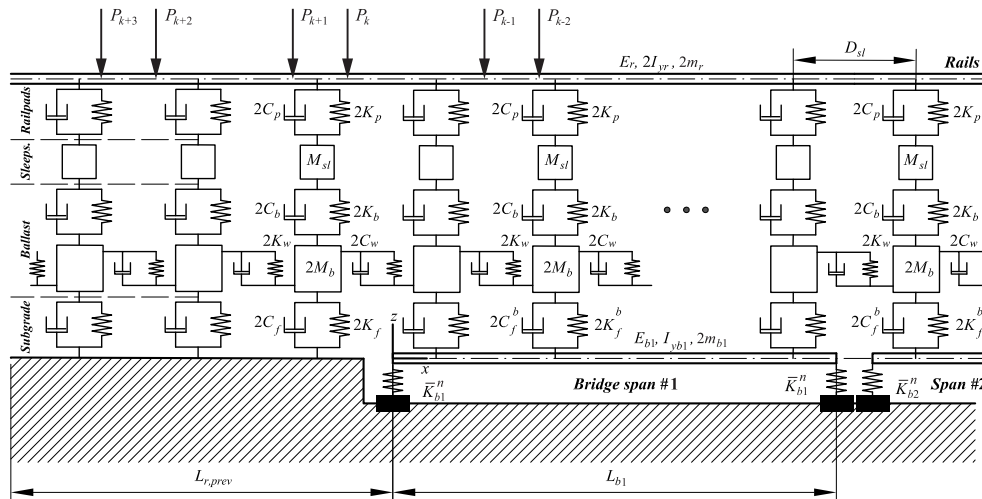 P_{k+3} P_{k+2} P_{k+1} P_k P_{k-1} P_{k-2}
D_{sl}
E_r, 2I_{yr}, 2m_r
Rails
Railpads
2C_p 2K_p 2C_p 2K_p 2C_p 2K_p
Sleeps.
M_{sl} M_{sl} M_{sl}
2C_b 2K_b 2C_b 2K_b 2C_b 2K_b
Ballast
2K_w 2C_w 2K_w 2C_w 2K_w 2C_w
2M_b 2M_b 2M_b
Subgrade
2C_f 2K_f 2C_f^b 2K_f^b 2C_f^b 2K_f^b
z
E_{b1}, I_{yb1}, 2m_{b1}
x
K̅_{b1}^n Bridge span #1 K̅_{b1}^n K̅_{b2}^n Span #2
L_{r,prev} L_{b1}